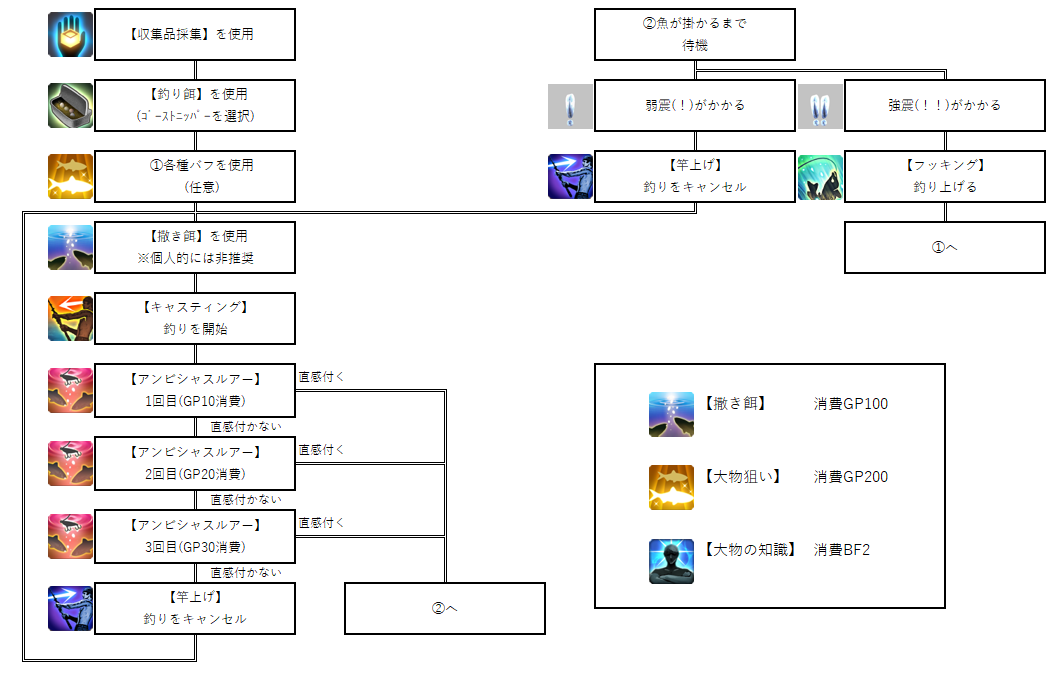 【収集品採集】を使用
【釣り餌】を使用
(ｺﾞｰｽﾄﾆｯﾊﾟｰを選択)
①各種バフを使用
(任意)
【撒き餌】を使用
※個人的には非推奨
【キャスティング】
釣りを開始
【アンビシャスルアー】
1回目(GP10消費)
直感付く
直感付かない
【アンビシャスルアー】
2回目(GP20消費)
直感付く
直感付かない
【アンビシャスルアー】
3回目(GP30消費)
直感付く
直感付かない
【竿上げ】
釣りをキャンセル
②へ
②魚が掛かるまで
待機
弱震(！)がかかる
強震(！！)がかかる
【竿上げ】
釣りをキャンセル
【フッキング】
釣り上げる
①へ
【撒き餌】 消費GP100
【大物狙い】 消費GP200
【大物の知識】 消費BF2